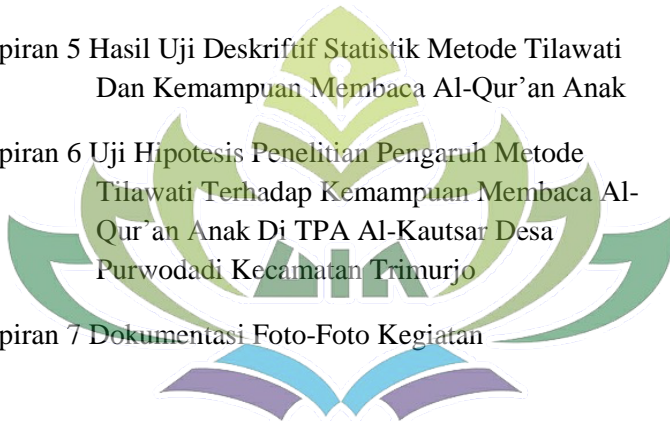 piran 5 Hasil Uji Deskriftif Statistik Metode Tilawati
Dan Kemampuan Membaca Al-Qur’an Anak
piran 6 Uji Hipotesis Penelitian Pengaruh Metode
Tilawati Terhadap Kemampuan Membaca Al-
Qur’an Anak Di TPA Al-Kautsar Desa
Purwodadi Kecamatan Trimurjo
piran 7 Dokumentasi Foto-Foto Kegiatan